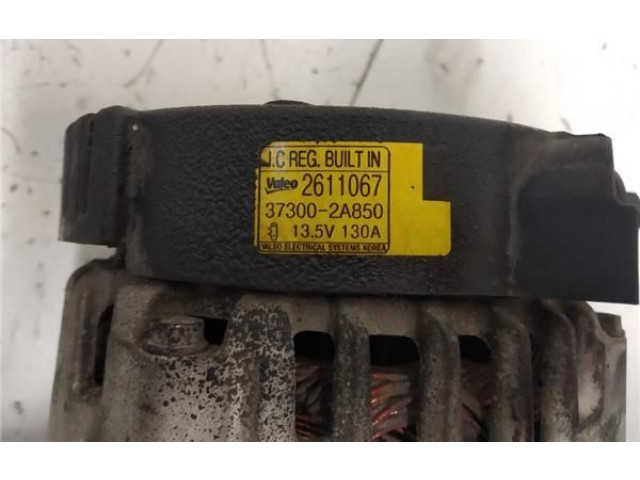 I.C REG. BUILT IN
Valeo 2611067
37300-2A850
13.5V 130A
VALEO ELECTRICAL SYSTEMS KOREA